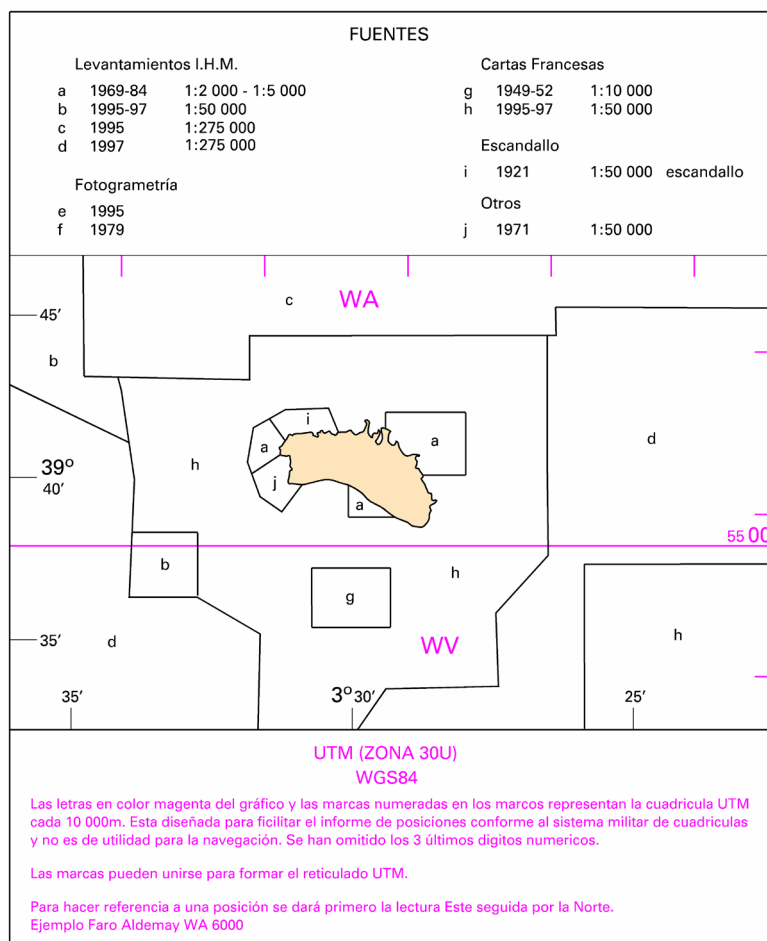 FUENTES
Levantamientos I.H.M.
a 1969-84 1:2 000 - 1:5 000
b 1995-97 1:50 000
c 1995 1:275 000
d 1997 1:275 000
Fotogrametría
e 1995
f 1979
Cartas Francesas
g 1949-52 1:10 000
h 1995-97 1:50 000
Escandallo
i 1921 1:50 000 escandallo
Otros
j 1971 1:50 000
c WA
45′
b
i
a a d
39º h
40′ j
a
55 00
b h
g
35′ d WV h
35′ 3º 30′ 25′
UTM (ZONA 30U)
WGS84
Las letras en color magenta del gráfico y las marcas numeradas en los marcos representan la cuadricula UTM
cada 10 000m. Esta diseñada para ficilitar el informe de posiciones conforme al sistema militar de cuadriculas
y no es de utilidad para la navegación. Se han omitido los 3 últimos digitos numericos.
Las marcas pueden unirse para formar el reticulado UTM.
Para hacer referencia a una posición se dará primero la lectura Este seguida por la Norte.
Ejemplo Faro Aldemay WA 6000